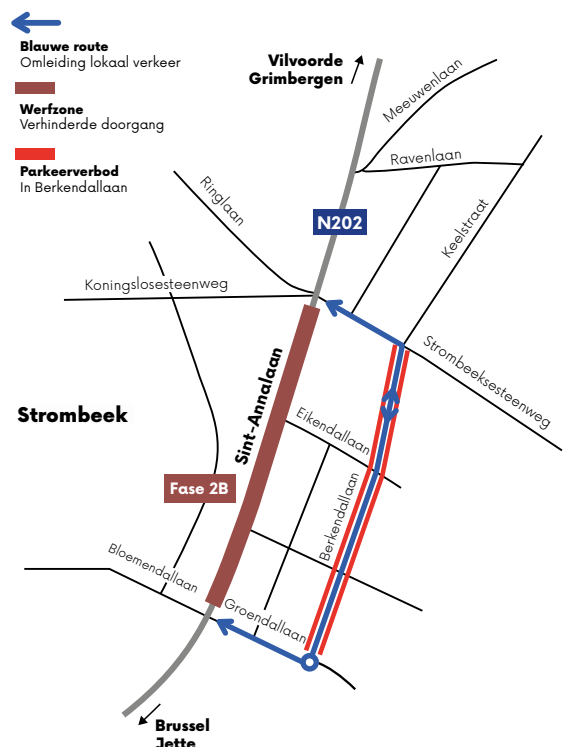 Blauwe route
Omleiding lokaal verkeer
Werfzone
Verhinderde doorgang
Parkeerverbod
In Berkendallaan
Vilvoorde
Grimbergen
Meeuwenlaan
Ravenlaan
Ringlaan
N202
Keelstraat
Koningslosesteenweg
Strombeeksesteenweg
Sint-Annalaan
Strombeek
Eikendallaan
Fase 2B
Berkendallaan
Bloemendallaan
Groendallaan
Brussel
Jette